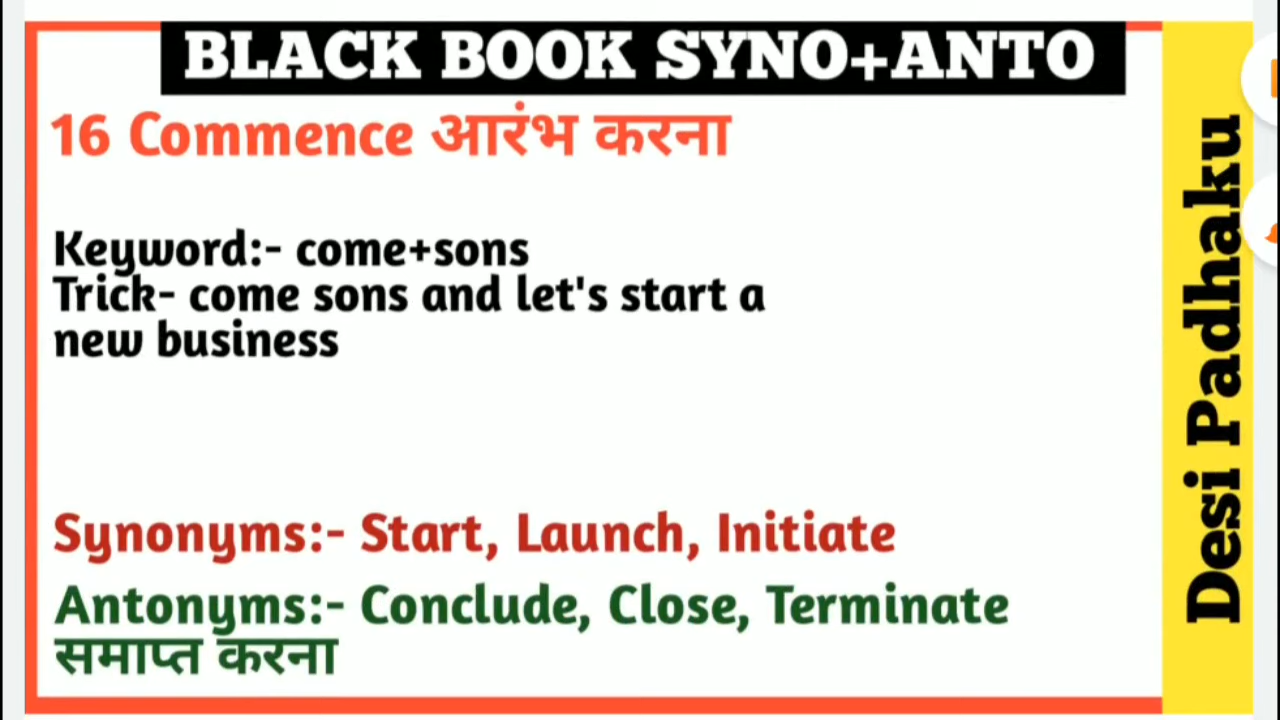 BLACK BOOK SYNO+ANTO
16 Commence आरंभ करना
Keyword:- come+sons
Trick- come sons and let's start a
new business
Synonyms:- Start, Launch, Initiate
Antonyms:- Conclude, Close, Terminate
समाप्त करना
Desi Padhaku